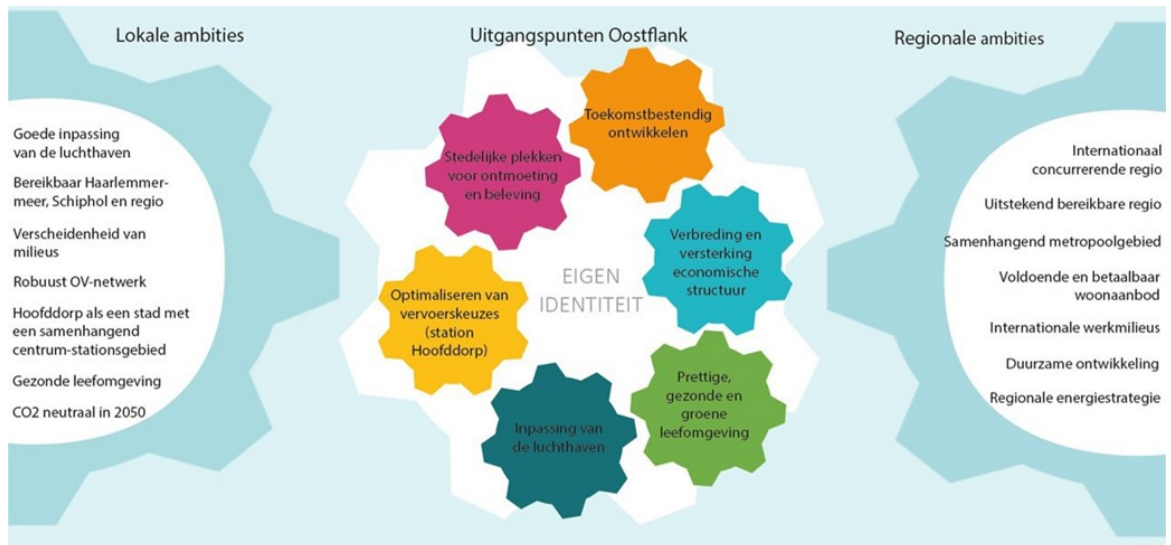 Lokale ambities
Goede inpassing
van de luchthaven
Bereikbaar Haarlemmer-
meer, Schiphol en regio
Verscheidenheid van
milieus
Robuust OV-netwerk
Hoofddorp als een stad met
een samenhangend
centrum-stationsgebied
Gezonde leefomgeving
CO2 neutraal in 2050
Uitgangspunten Oostflank
Toekomstbestendig
ontwikkelen
Stedelijke plekken
voor ontmoeting
en beleving
Verbreding en
versterking
economische
structuur
EIGEN
IDENTITEIT
Optimaliseren van
vervoerskeuzes
(station
Hoofddorp)
Prettige,
gezonde en
groene
leefomgeving
Inpassing van
de luchthaven
Regionale ambities
Internationaal
concurrerende regio
Uitstekend bereikbare regio
Samenhangend metropoolgebied
Voldoende en betaalbaar
woonaanbod
Internationale werkmilieus
Duurzame ontwikkeling
Regionale energiestrategie